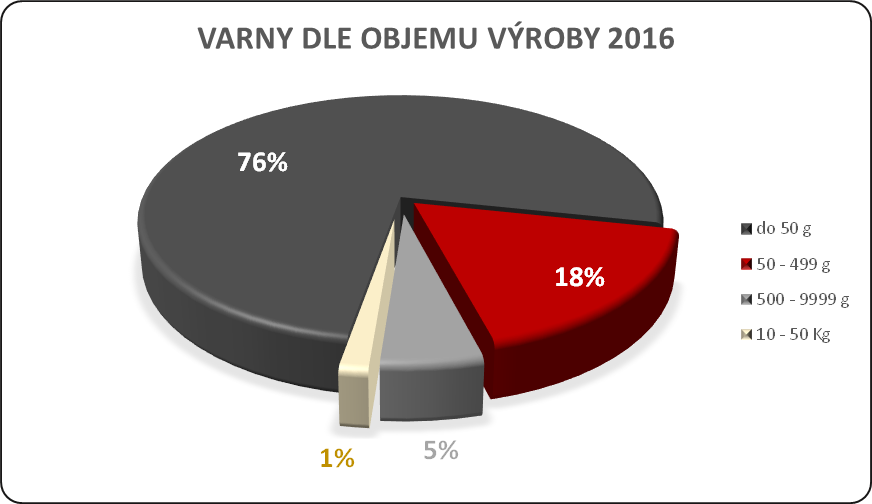 VARNY DLE OBJEMU VÝROBY 2016
76%
18%
5%
1%
do 50 g
50 - 499 g
500 - 9999 g
10 - 50 Kg